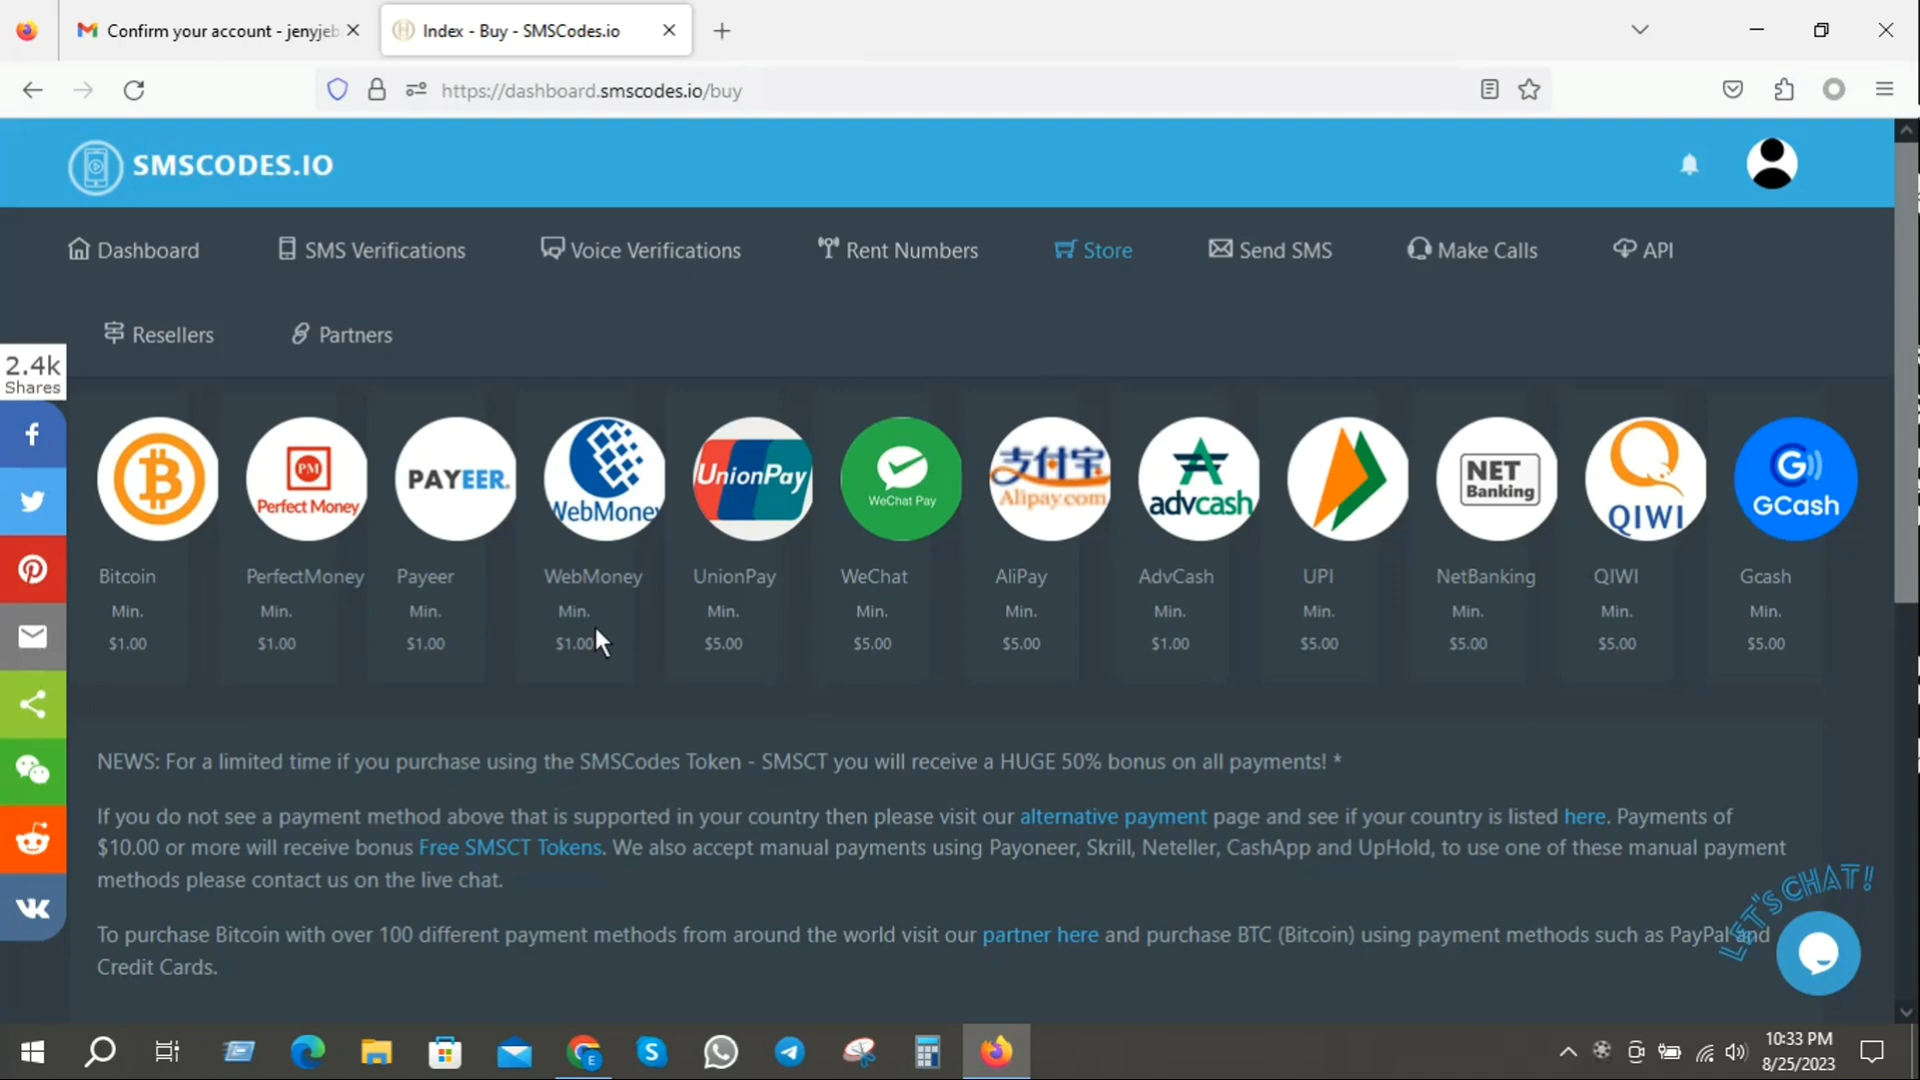 Confirm your account - jenyjeb
Index - Buy - SMSCodes.io
https://dashboard.smscodes.io/buy
SMSCODES.IO
Dashboard
SMS Verifications
Voice Verifications
Rent Numbers
Store
Send SMS
Make Calls
API
Resellers
Partners
2.4k
Shares
PM
Perfect Money
PAYEER
WebMoney
UnionPay
WeChat Pay
支付宝
Alipay.com
advcash
NET
Banking
QIWI
G
GCash
Bitcoin
PerfectMoney
Payeer
WebMoney
UnionPay
WeChat
AliPay
AdvCash
UPI
NetBanking
QIWI
Gcash
Min. Min. Min. Min. Min. Min. Min. Min. Min. Min. Min. Min.
$1.00 $1.00 $1.00 $1.00 $5.00 $5.00 $5.00 $1.00 $5.00 $5.00 $5.00 $5.00
NEWS: For a limited time if you purchase using the SMSCodes Token - SMSCT you will receive a HUGE 50% bonus on all payments! *
If you do not see a payment method above that is supported in your country then please visit our alternative payment page and see if your country is listed here. Payments of
$10.00 or more will receive bonus Free SMSCT Tokens. We also accept manual payments using Payoneer, Skrill, Neteller, CashApp and UpHold, to use one of these manual payment
methods please contact us on the live chat.
To purchase Bitcoin with over 100 different payment methods from around the world visit our partner here and purchase BTC (Bitcoin) using payment methods such as PayPal and
Credit Cards.
LET'S CHAT!
10:33 PM
8/25/2023